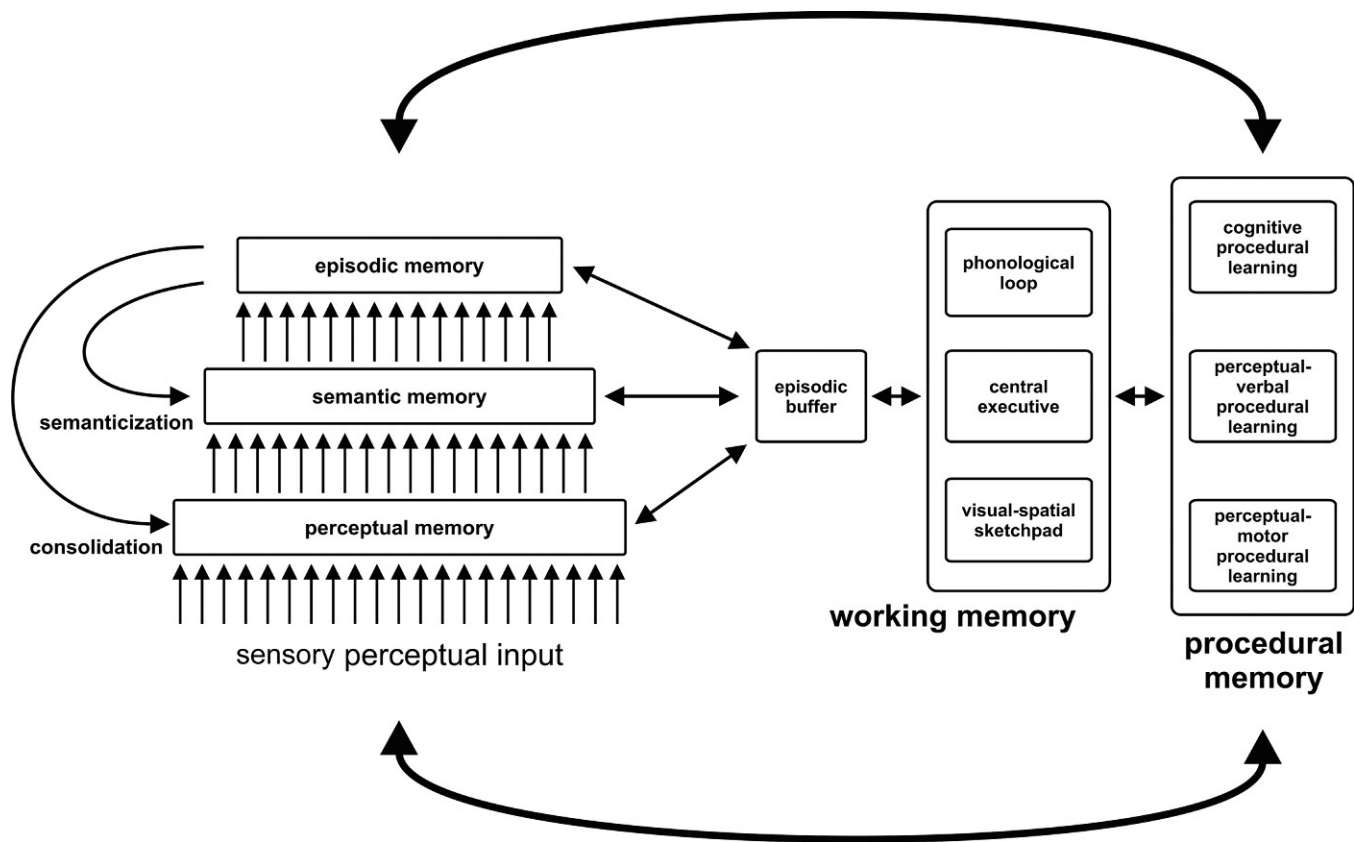 episodic memory
semantic memory
semanticization
perceptual memory
consolidation
sensory perceptual input
episodic
buffer
phonological
loop
central
executive
visual-spatial
sketchpad
working memory
cognitive
procedural
learning
perceptual-
verbal
procedural
learning
perceptual-
motor
procedural
learning
procedural
memory